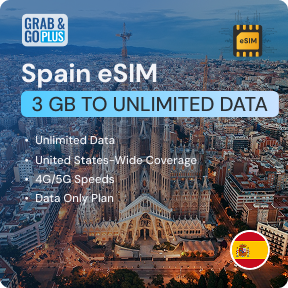 GRAB &
GO PLUS
eSIM
Spain eSIM
3 GB TO UNLIMITED DATA
• Unlimited Data
• United States-Wide Coverage
• 4G/5G Speeds
• Data Only Plan